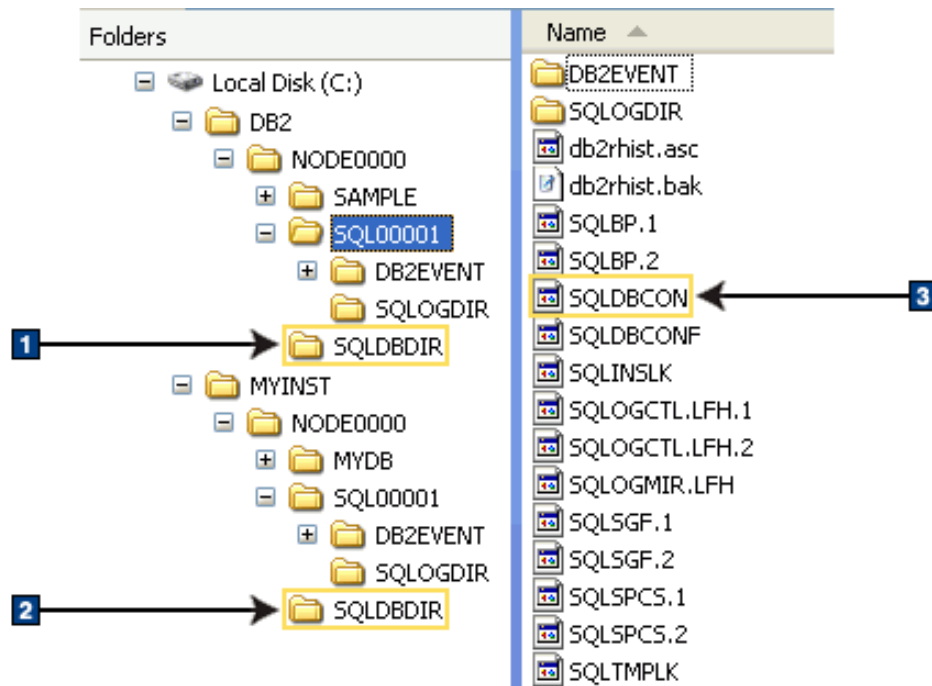 Folders
Local Disk (C:)
DB2
NODE0000
SAMPLE
SQL00001
DB2EVENT
SQLOGDIR
1
SQLDBDIR
MYINST
NODE0000
MYDB
SQL00001
DB2EVENT
SQLOGDIR
2
SQLDBDIR
Name
DB2EVENT
SQLOGDIR
db2rhist.asc
db2rhist.bak
SQLBP.1
SQLBP.2
SQLDBCON
3
SQLDBCONF
SQLINSLK
SQLOGCTL.LFH.1
SQLOGCTL.LFH.2
SQLOGMIR.LFH
SQLSGF.1
SQLSGF.2
SQLSPCS.1
SQLSPCS.2
SQLTMPLK